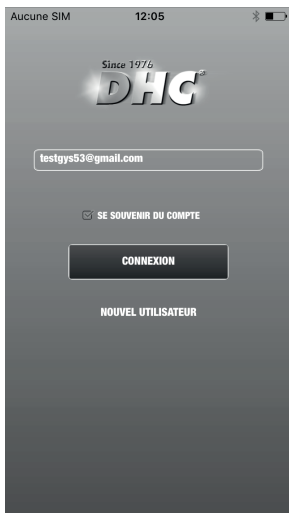 Aucune SIM 12:05
Since 1976
DHC
testgys53@gmail.com
SE SOUVENIR DU COMPTE
CONNEXION
NOUVEL UTILISATEUR